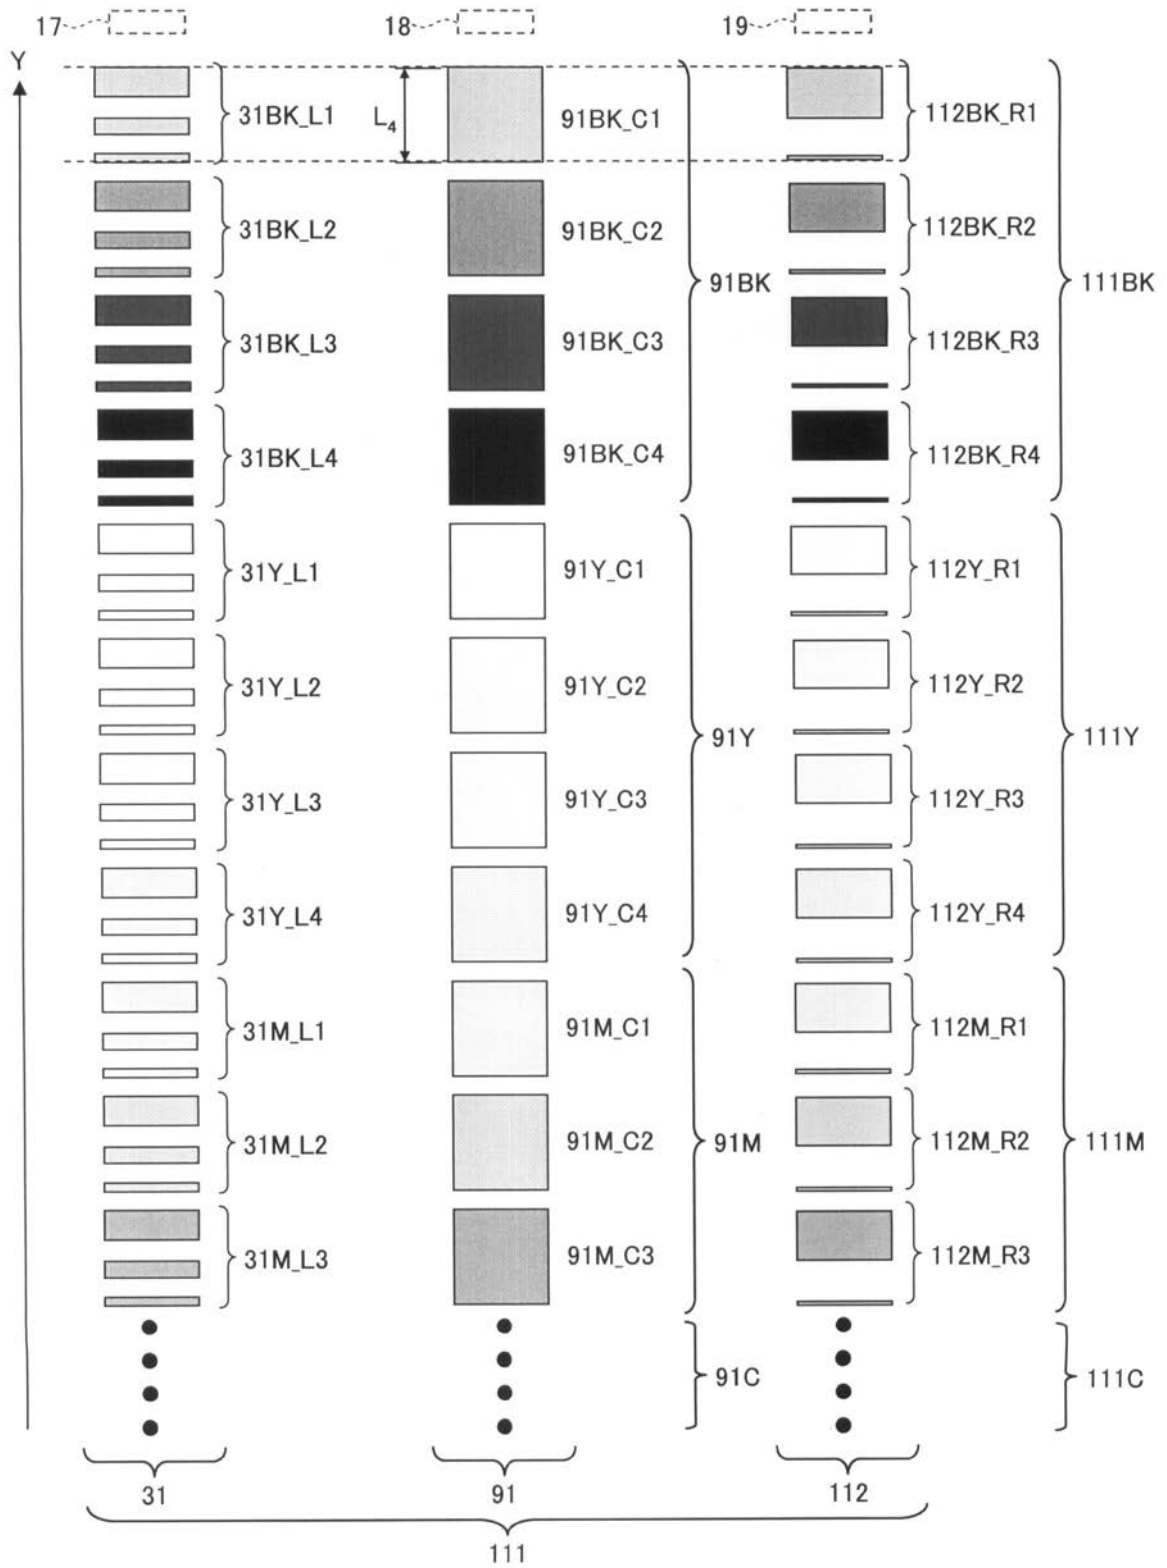 17 18 19
Y
31BK_L1 L4 91BK_C1 112BK_R1
31BK_L2 91BK_C2 112BK_R2
91BK 111BK
31BK_L3 91BK_C3 112BK_R3
31BK_L4 91BK_C4 112BK_R4
31Y_L1 91Y_C1 112Y_R1
31Y_L2 91Y_C2 112Y_R2
91Y 111Y
31Y_L3 91Y_C3 112Y_R3
31Y_L4 91Y_C4 112Y_R4
31M_L1 91M_C1 112M_R1
31M_L2 91M_C2 91M 112M_R2 111M
31M_L3 91M_C3 112M_R3
91C 111C
31 91 112
111